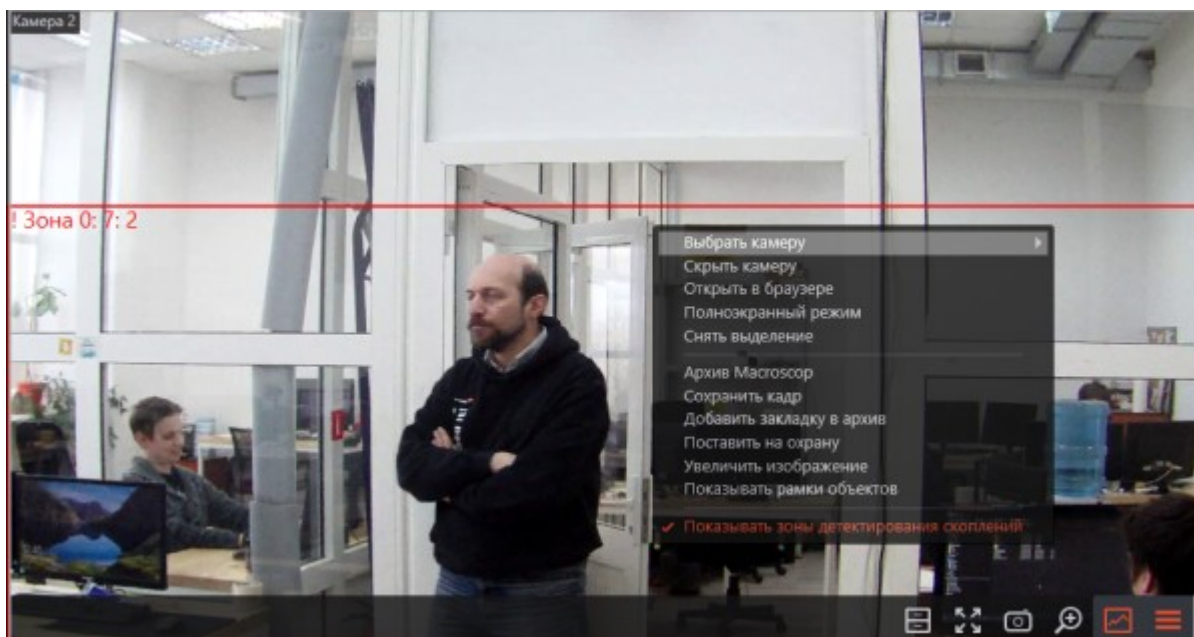 Камера 2
! Зона 0: 7: 2
Выбрать камеру
Скрыть камеру
Открыть в браузере
Полноэкранный режим
Снять выделение
Архив Macroscop
Сохранить кадр
Добавить закладку в архив
Поставить на охрану
Увеличить изображение
Показывать рамки объектов
Показывать зоны детектирования скоплений